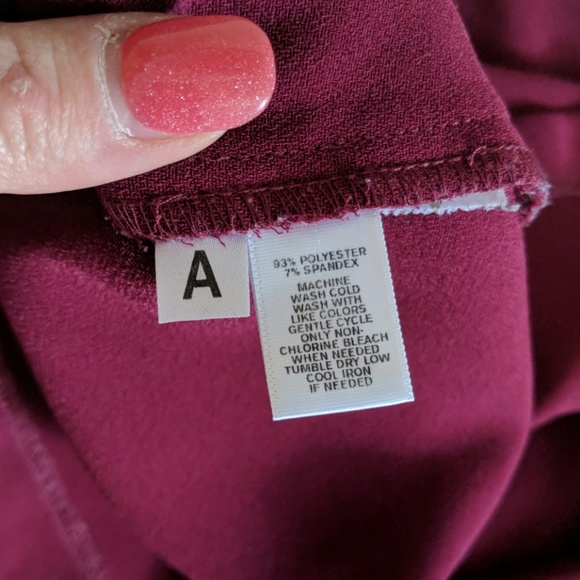 A
93% POLYESTER
7% SPANDEX
MACHINE
WASH COLD
WASH WITH
LIKE COLORS
GENTLE CYCLE
ONLY NON-
CHLORINE BLEACH
WHEN NEEDED
TUMBLE DRY LOW
COOL IRON
IF NEEDED